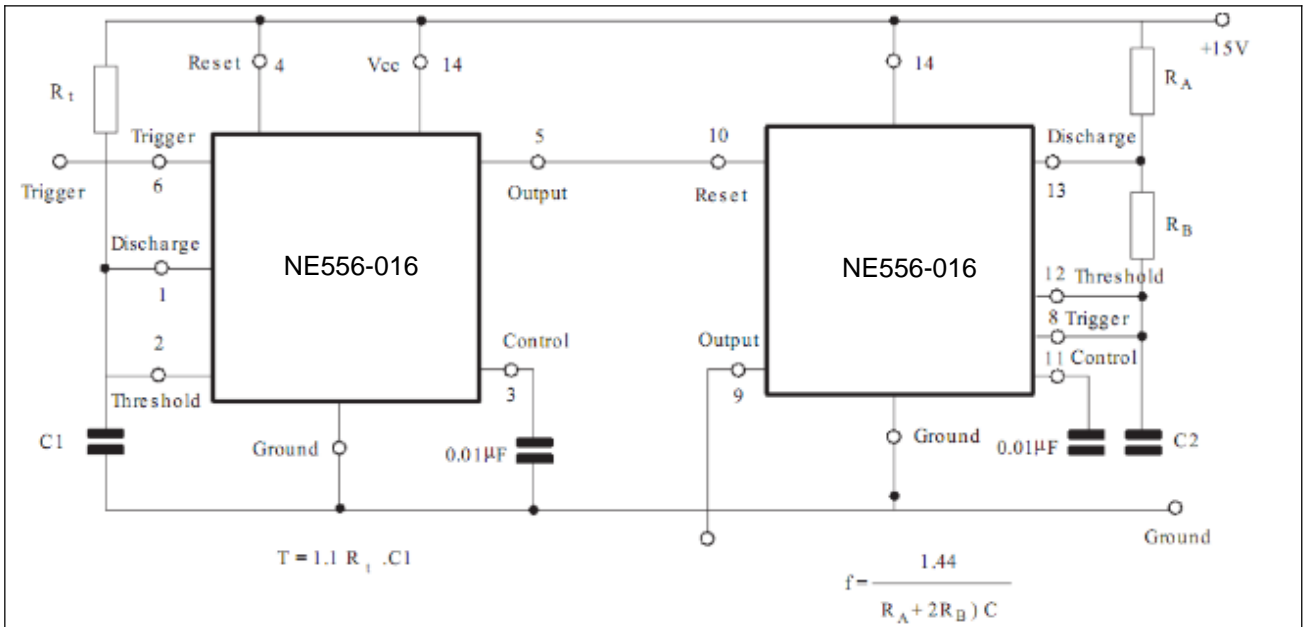 +15V
Reset 4
Vcc 14
14
R t
R A
Trigger
5
10
Discharge
6
13
Trigger
Output
Reset
R B
Discharge
NE556-016
NE556-016
12 Threshold
1
8 Trigger
2
Control
Output
11 Control
Threshold
3
9
C1
Ground
0.01µF
Ground
0.01µF
C2
Ground
T = 1.1 R t .C1
f = 1.44
R A + 2R B ) C